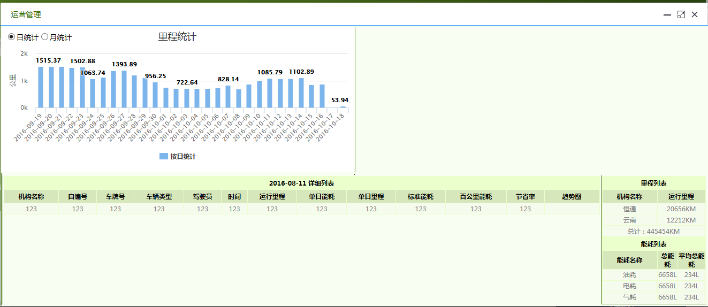 运营管理
日统计 月统计
里程统计
公里
2k
1k
0k
1515.37
1502.88
1063.74
1393.89
956.25
722.64
828.14
1085.79
1102.89
53.94
2016-09-19 2016-09-20 2016-09-21 2016-09-22 2016-09-23 2016-09-24 2016-09-25 2016-09-26 2016-09-27 2016-09-28 2016-09-29 2016-09-30 2016-10-01 2016-10-02 2016-10-03 2016-10-04 2016-10-05 2016-10-06 2016-10-07 2016-10-08 2016-10-09 2016-10-10 2016-10-11 2016-10-12 2016-10-13 2016-10-14 2016-10-15 2016-10-16 2016-10-17 2016-10-18
按日统计
2016-08-11 详细列表
机构名称 自编号 车牌号 车辆类型 驾驶员 时间 运行里程 单日能耗 单日里程 标准能耗 百公里能耗 节省率 趋势图
123 123 123 123 123 123 123 123 123 123 123 123
里程列表
机构名称 运行里程
恒通 20656KM
云南 12212KM
总计：445454KM
能耗列表
能耗名称 总能耗 平均总能耗
油耗 6658L 234L
电耗 6658L 234L
气耗 6658L 234L